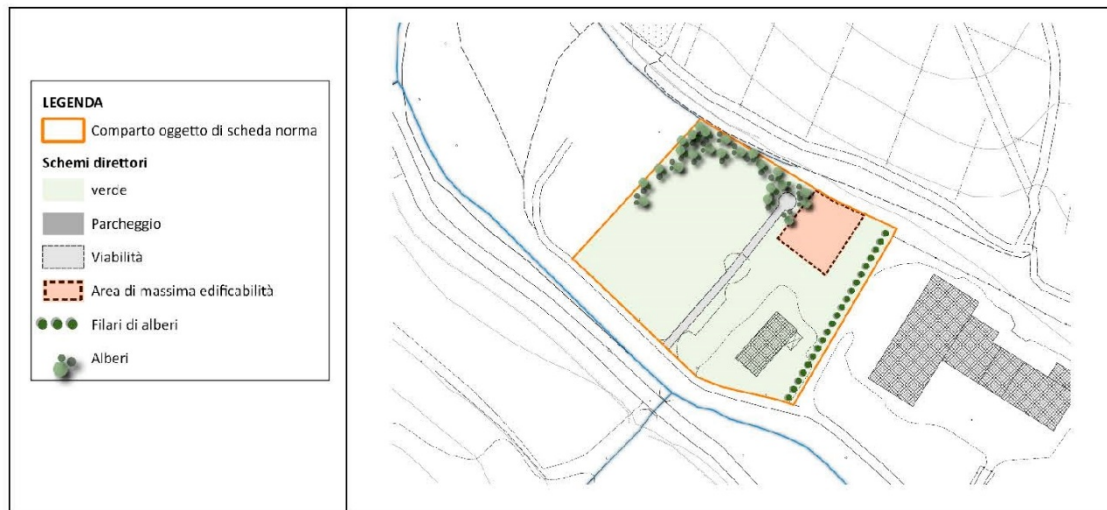 LEGENDA
Comparto oggetto di scheda norma
Schemi direttori
verde
Parcheggio
Viabilità
Area di massima edificabilità
Filari di alberi
Alberi